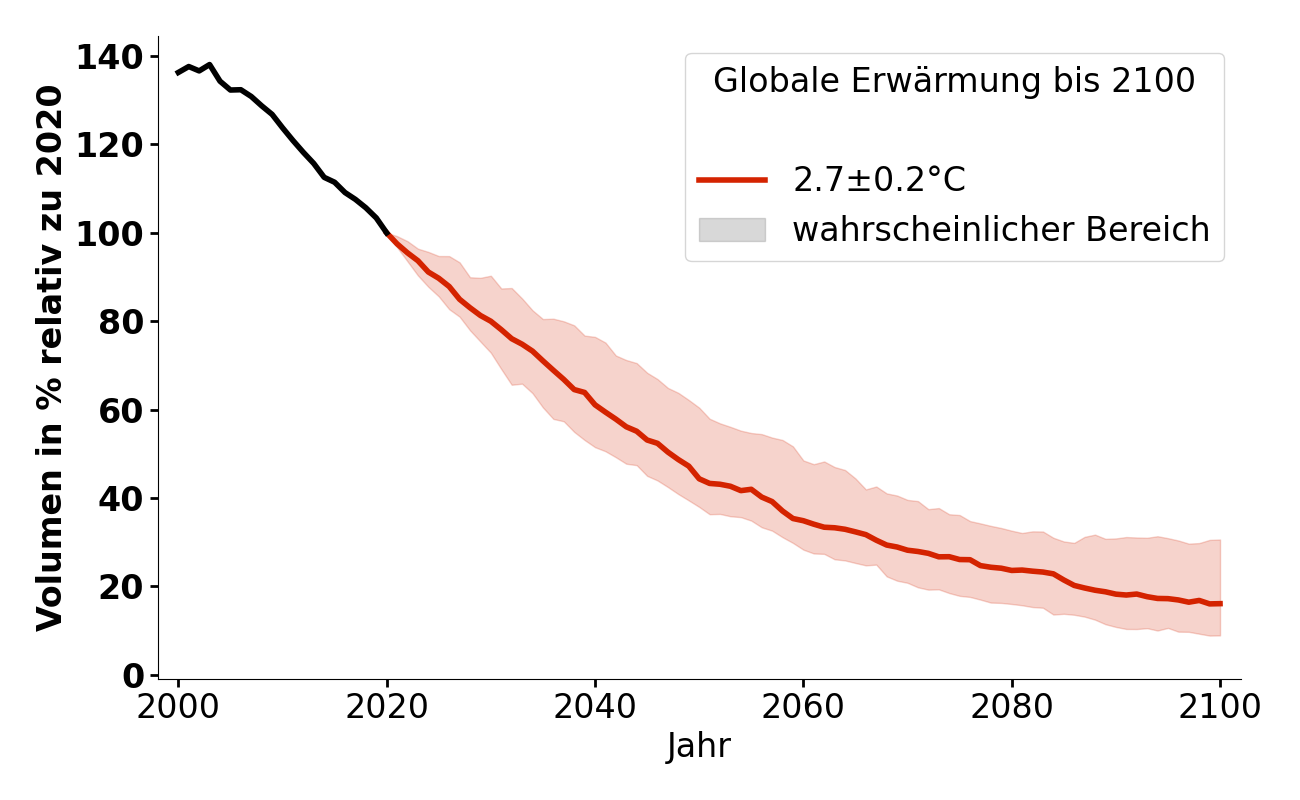 Volumen in % relativ zu 2020
140
120
100
80
60
40
20
0
Globale Erwärmung bis 2100
2.7±0.2°C
wahrscheinlicher Bereich
2000 2020 2040 2060 2080 2100
Jahr